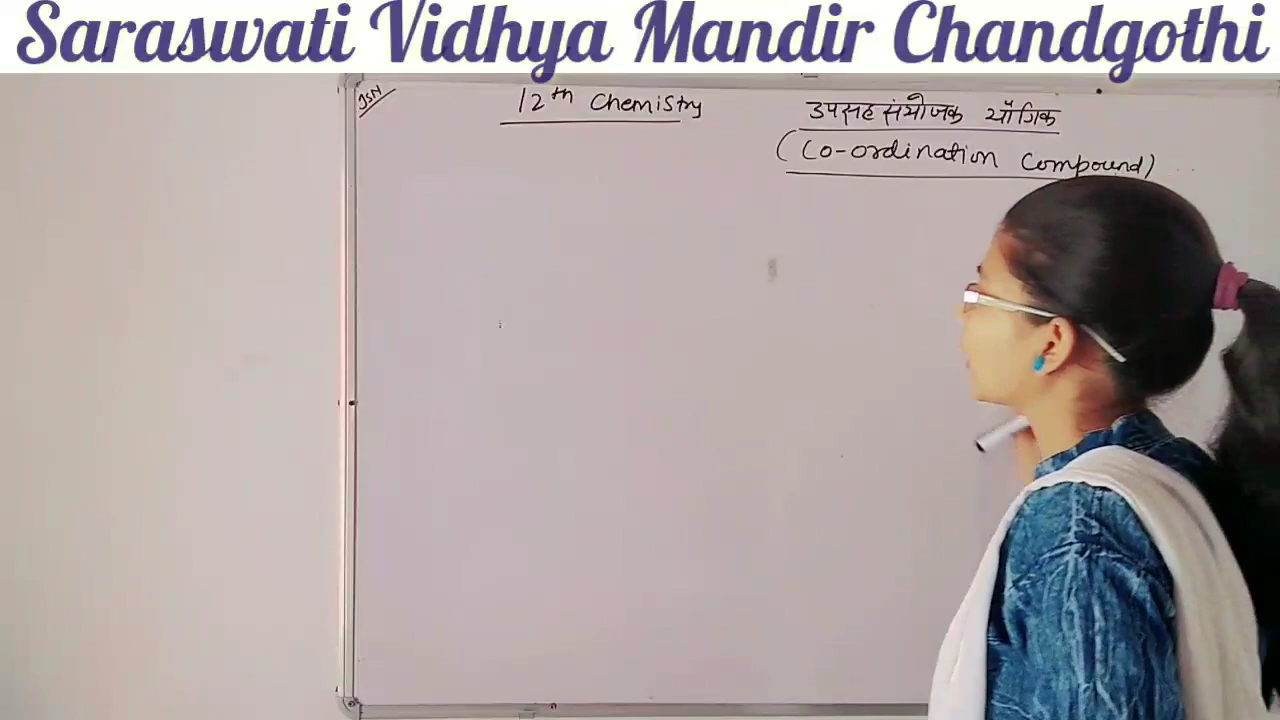 Saraswati Vidhya Mandir Chandgothi
JSN
12th Chemistry
उपसहसंयोजक यौगिक
(Co-ordination Compound)